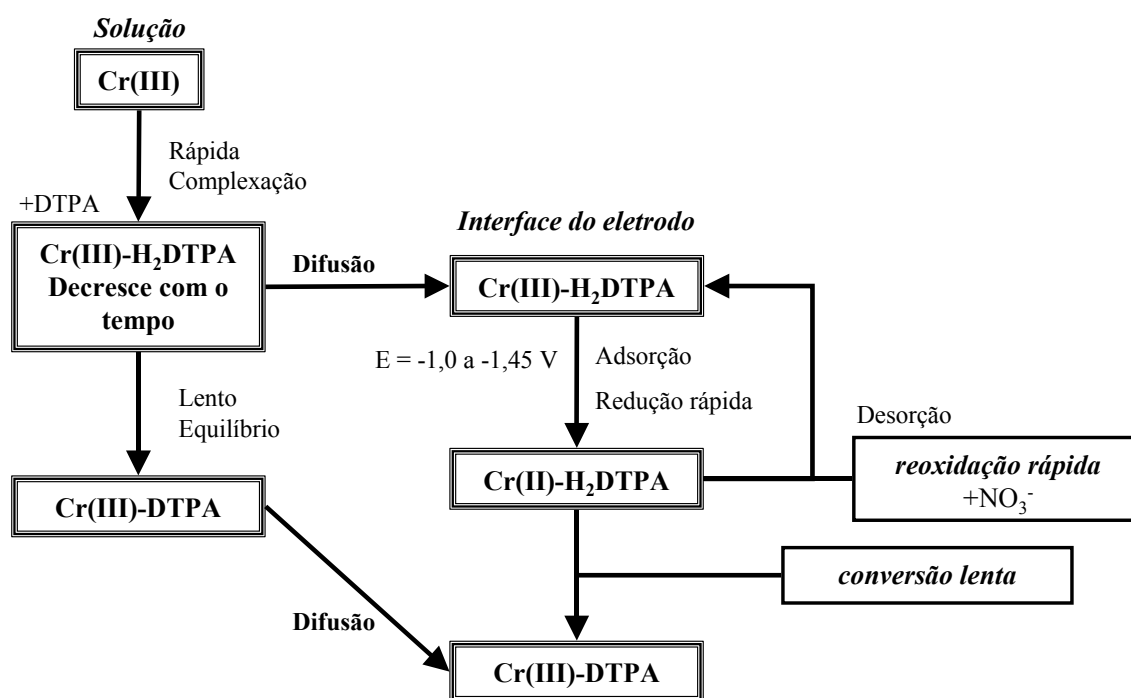 Solução
Cr(III)
Rápida
Complexação
+DTPA
Cr(III)-H₂DTPA
Decresce com o
tempo
Difusão
Interface do eletrodo
Cr(III)-H₂DTPA
E = -1,0 a -1,45 V
Adsorção
Redução rápida
Lento
Equilíbrio
Desorção
reoxidação rápida
+NO₃⁻
Cr(III)-DTPA
Cr(II)-H₂DTPA
conversão lenta
Difusão
Cr(III)-DTPA